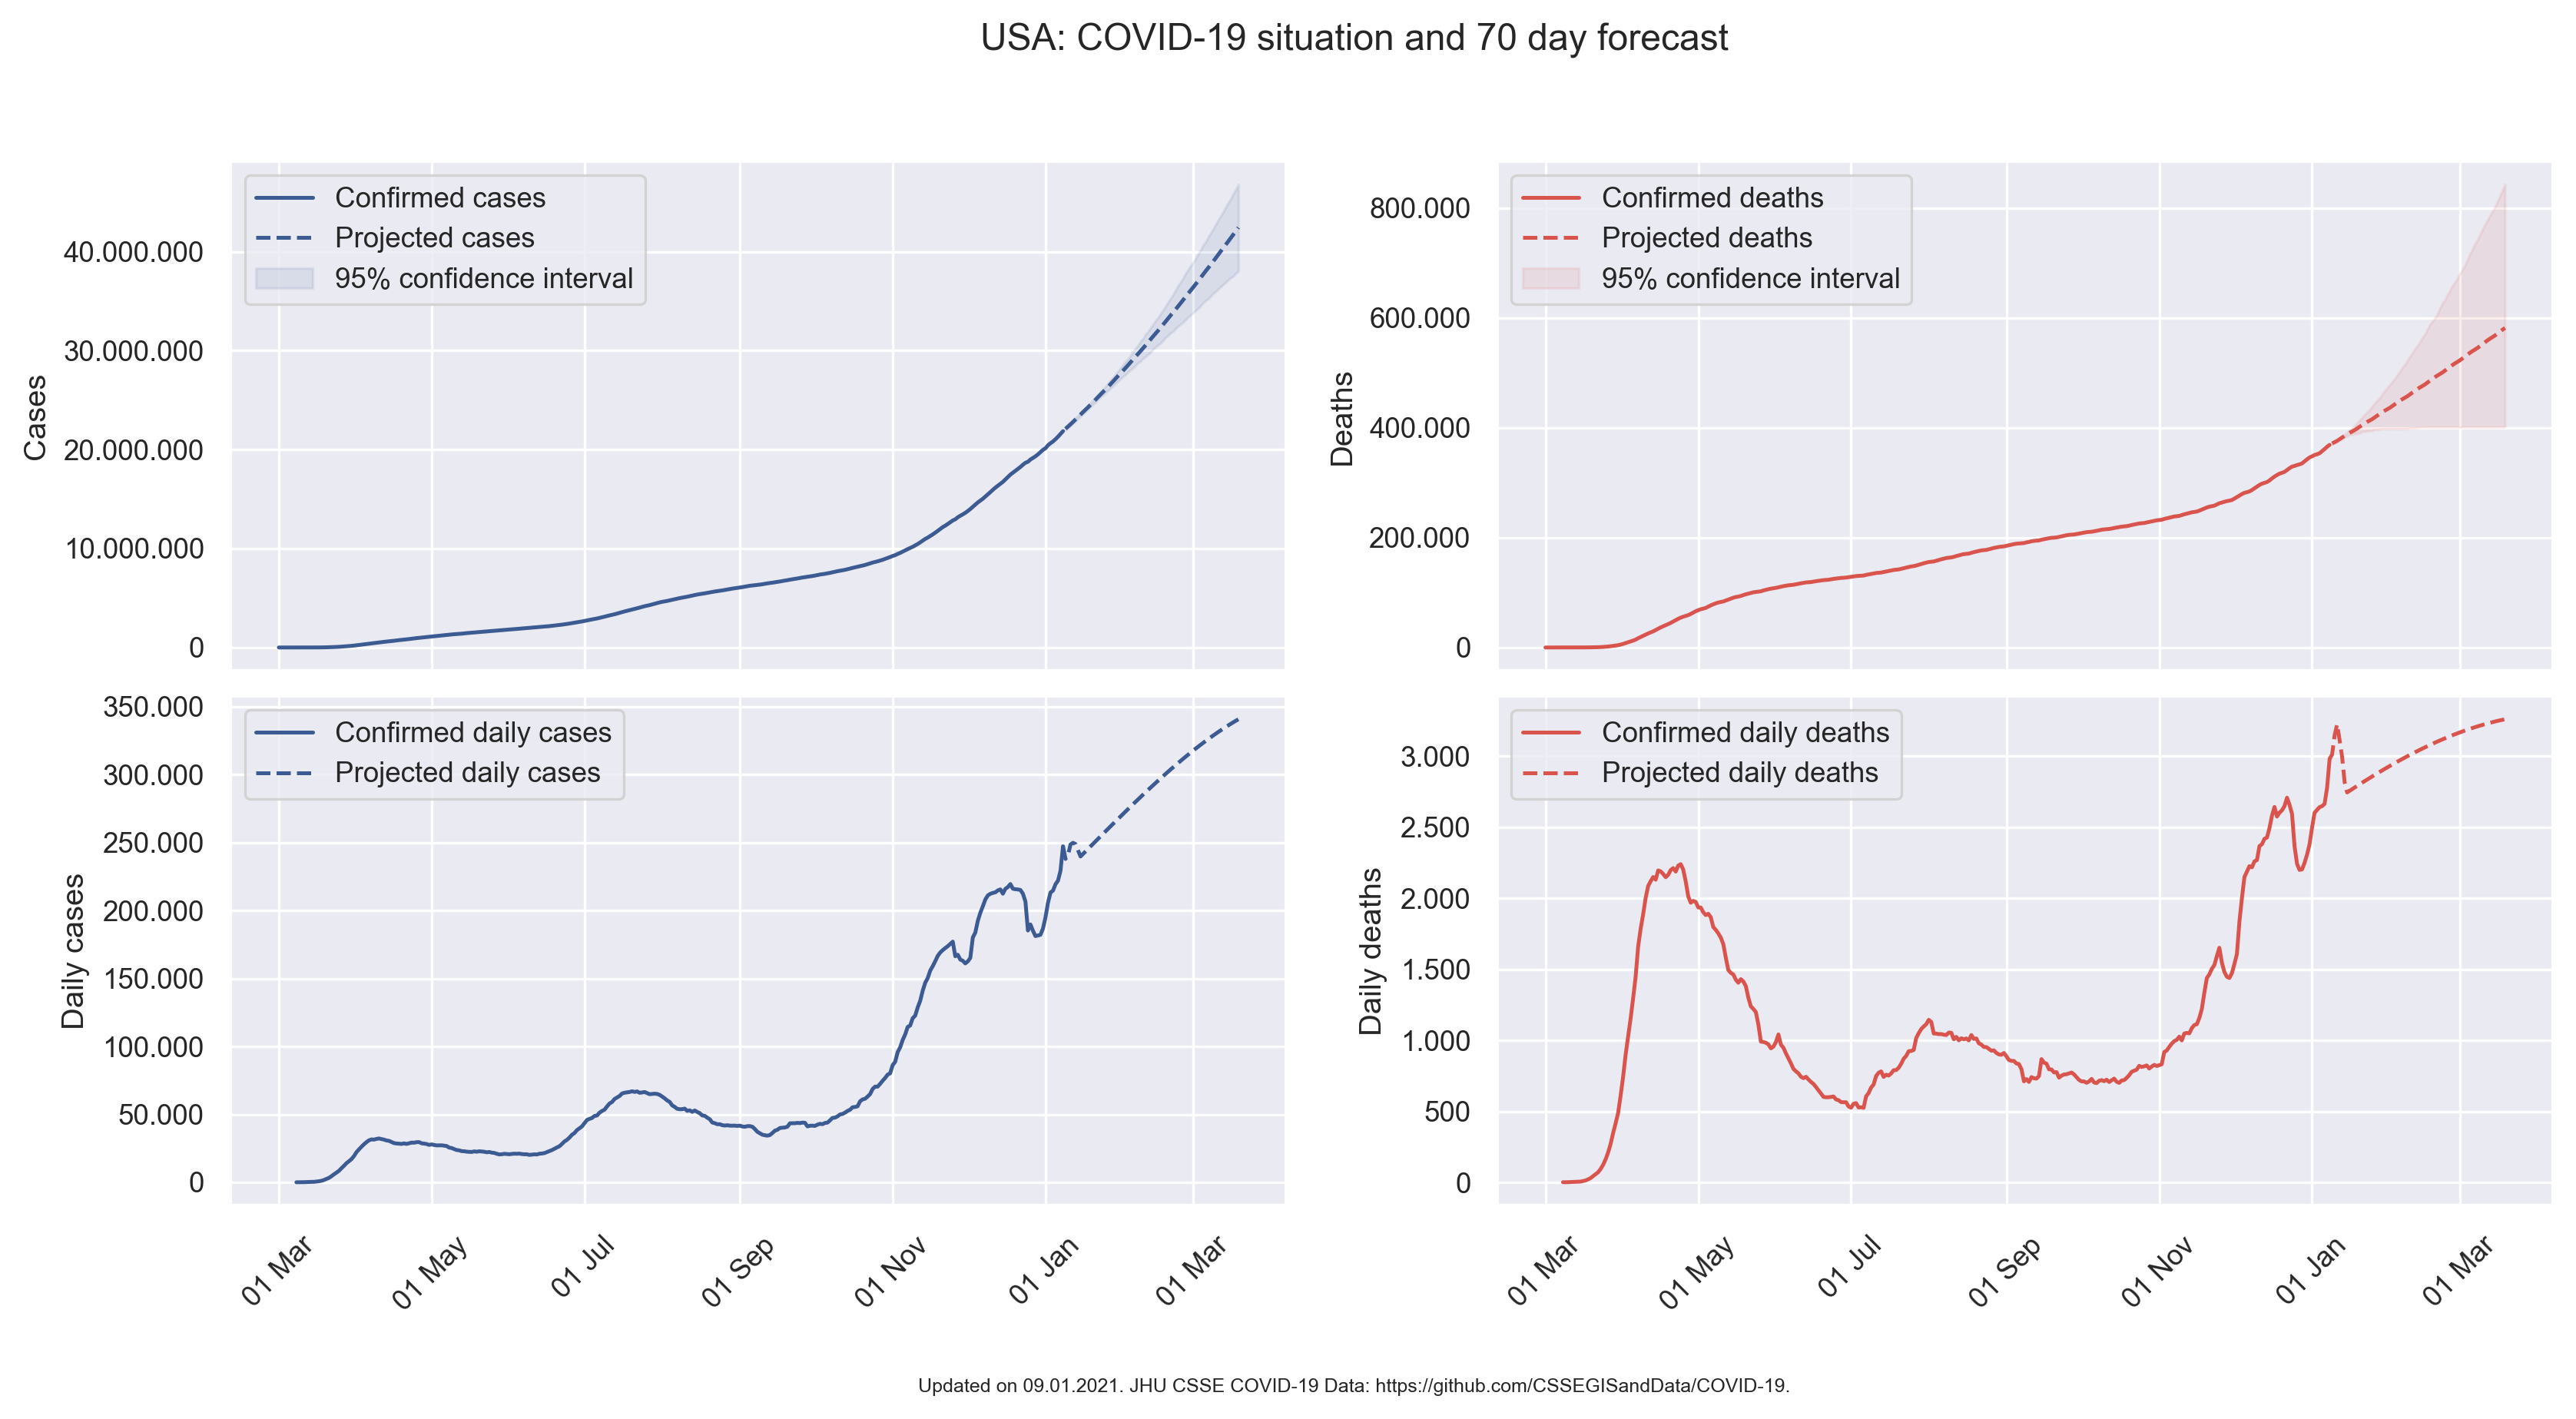 USA: COVID-19 situation and 70 day forecast
Confirmed cases
Projected cases
95% confidence interval
40.000.000
30.000.000
20.000.000
10.000.000
0
Cases
Confirmed deaths
Projected deaths
95% confidence interval
800.000
600.000
400.000
200.000
0
Deaths
Confirmed daily cases
Projected daily cases
350.000
300.000
250.000
200.000
150.000
100.000
50.000
0
Daily cases
01 Mar
01 May
01 Jul
01 Sep
01 Nov
01 Jan
01 Mar
Confirmed daily deaths
Projected daily deaths
3.000
2.500
2.000
1.500
1.000
500
0
Daily deaths
01 Mar
01 May
01 Jul
01 Sep
01 Nov
01 Jan
01 Mar
Updated on 09.01.2021. JHU CSSE COVID-19 Data: https://github.com/CSSEGISandData/COVID-19.